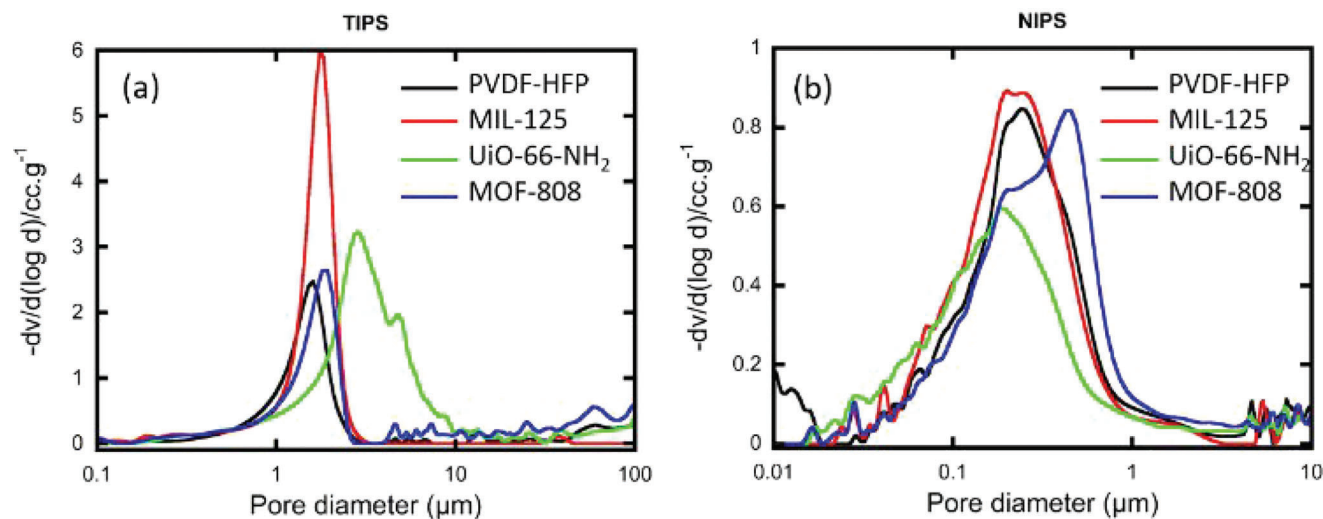 TIPS
(a)
PVDF-HFP
MIL-125
UiO-66-NH₂
MOF-808
-dv/d(log d)/cc.g⁻¹
6
5
4
3
2
1
0
0.1 1 10 100
Pore diameter (μm)
NIPS
(b)
PVDF-HFP
MIL-125
UiO-66-NH₂
MOF-808
-dv/d(log d)/cc.g⁻¹
1
0.8
0.6
0.4
0.2
0
0.01 0.1 1 10
Pore diameter (μm)